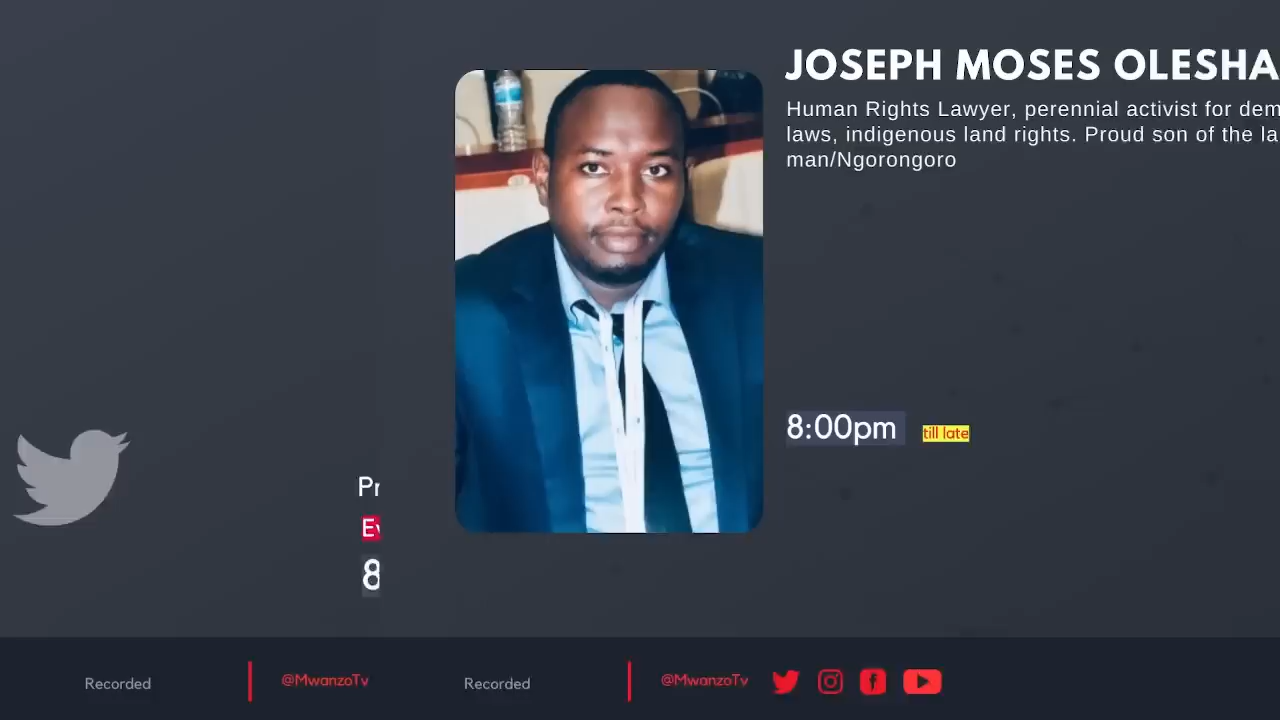 JOSEPH MOSES OLESHA
Human Rights Lawyer, perennial activist for dem
laws, indigenous land rights. Proud son of the la
man/Ngorongoro
8:00pm till late
Pr
Ev
8
Recorded @MwanzoTv Recorded @MwanzoTv